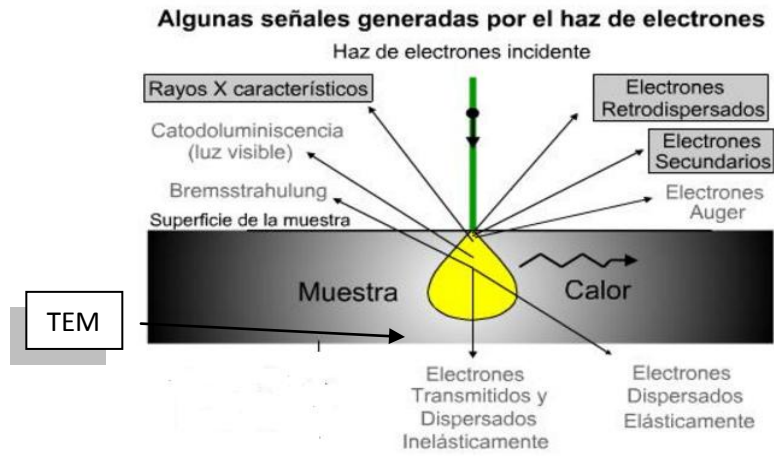 Algunas señales generadas por el haz de electrones
Haz de electrones incidente
Rayos X característicos
Catodoluminiscencia
(luz visible)
Bremsstrahulung
Superficie de la muestra
Electrones
Retrodispersados
Electrones
Secundarios
Electrones
Auger
Muestra
Calor
TEM
Electrones
Transmitidos y
Dispersados
Inelásticamente
Electrones
Dispersados
Elásticamente